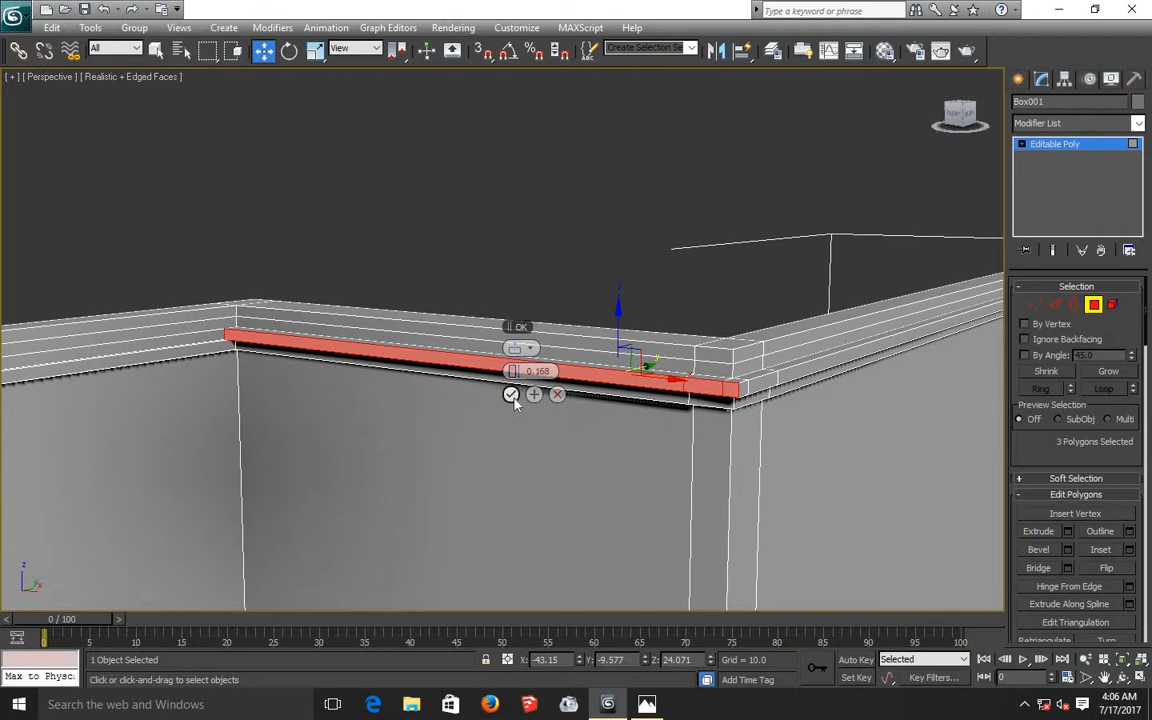 Type a keyword or phrase
Edit Tools Group Views Create Modifiers Animation Graph Editors Rendering Customize MAXScript Help
All View Create Selection Se
[ + ] [ Perspective ] [ Realistic + Edged Faces ]
Box001
Modifier List
Editable Poly
Selection
By Vertex
Ignore Backfacing
By Angle: 45.0
Shrink Grow
Ring Loop
Preview Selection
Off SubObj Multi
3 Polygons Selected
Soft Selection
Edit Polygons
Insert Vertex
Extrude Outline
Bevel Inset
Bridge Flip
Hinge From Edge
Extrude Along Spline
Edit Triangulation
Retriangulate Turn
OK
0.168
z
y
z
y
x
0 / 100
0 5 10 15 20 25 30 35 40 45 50 55 60 65 70 75 80 85 90 95 100
1 Object Selected X: -43.15 Y: -9.577 Z: 24.071 Grid = 10.0 Auto Key Selected
Max to Physc Click or click-and-drag to select objects Add Time Tag Set Key Key Filters... 0
Search the web and Windows
4:06 AM
7/17/2017